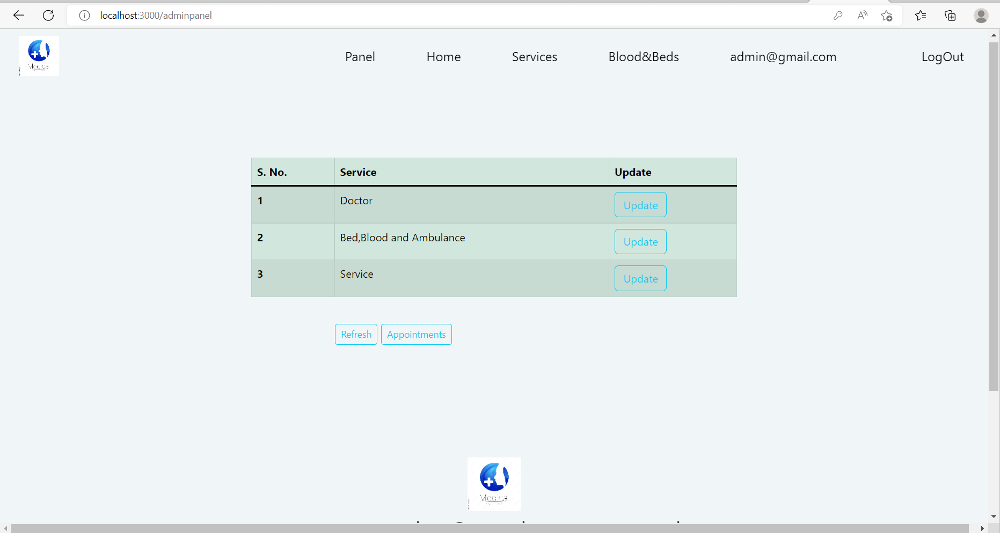 localhost:3000/adminpanel
Medica
Panel Home Services Blood&Beds admin@gmail.com LogOut
S. No. Service Update
1 Doctor Update
2 Bed,Blood and Ambulance Update
3 Service Update
Refresh Appointments
Medica